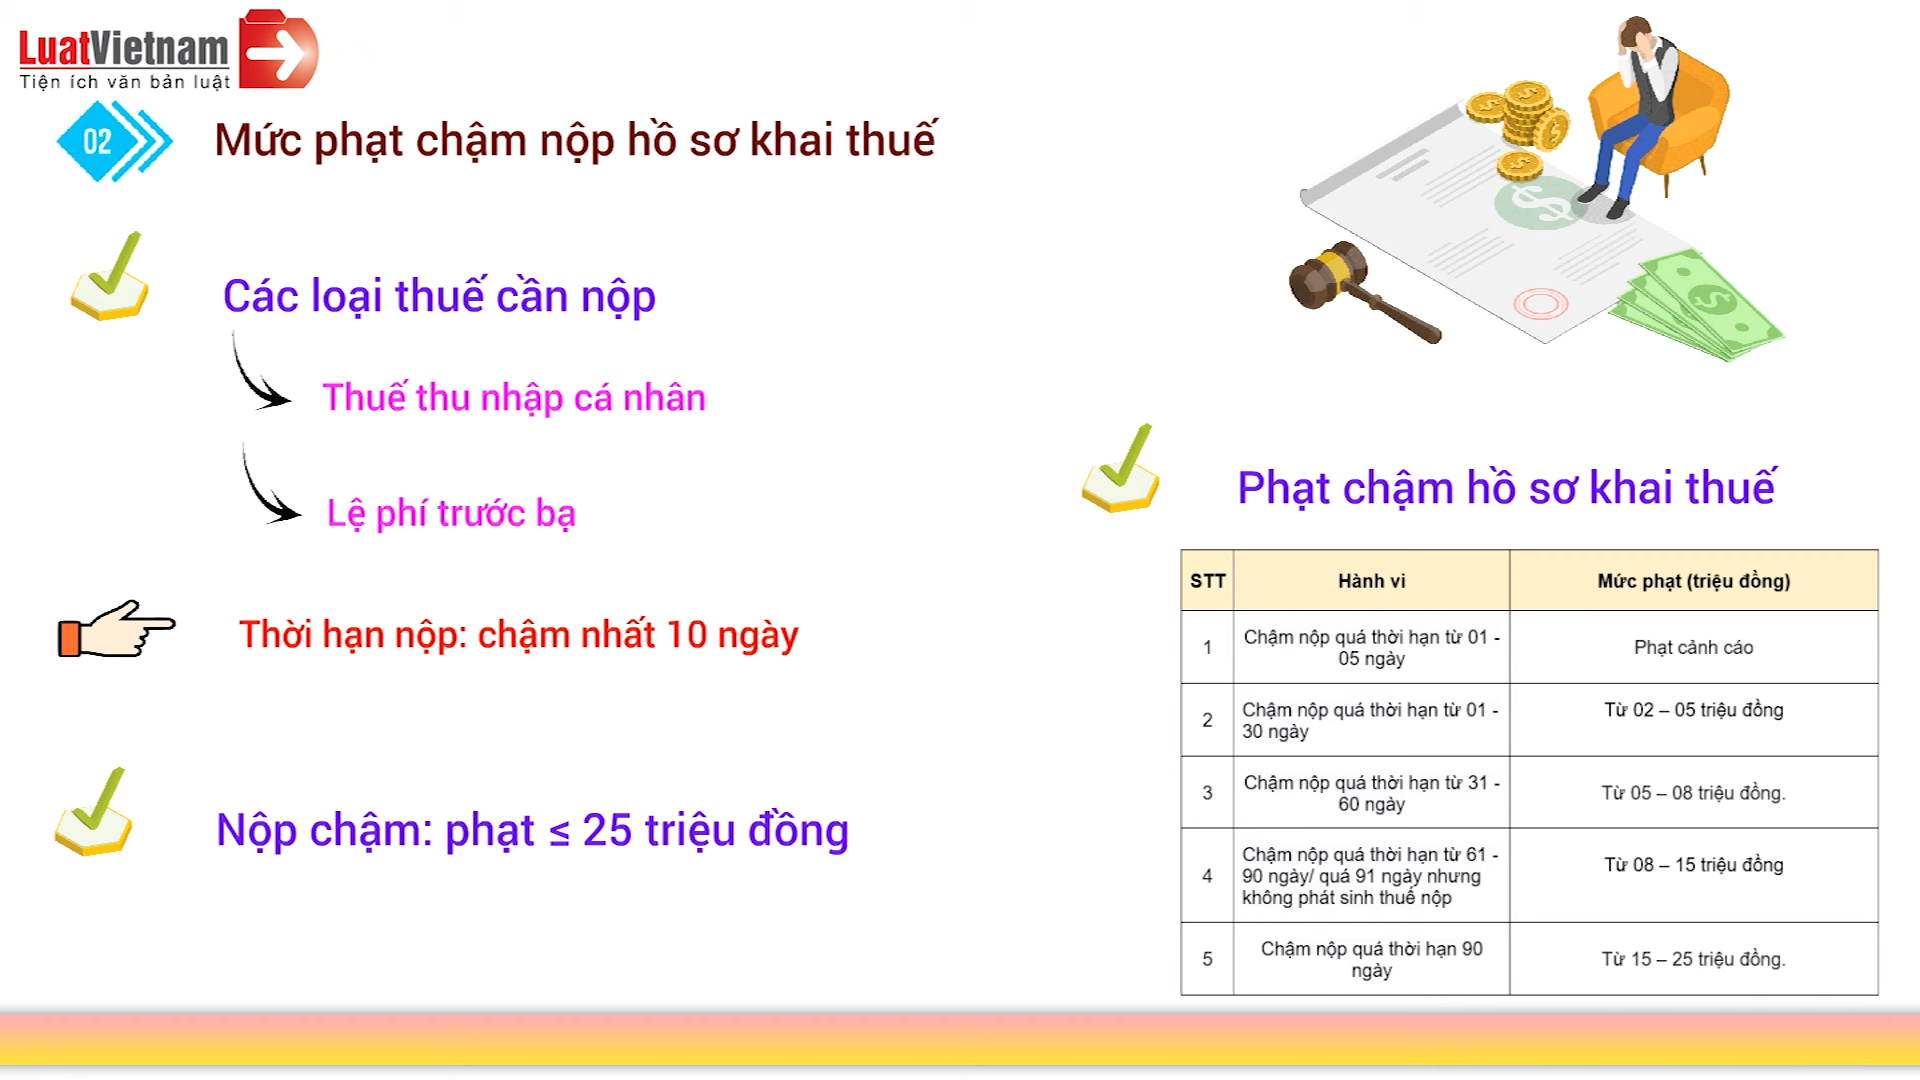 LuatVietnam
Tiện ích văn bản luật
02
Mức phạt chậm nộp hồ sơ khai thuế
Các loại thuế cần nộp
Thuế thu nhập cá nhân
Lệ phí trước bạ
Thời hạn nộp: chậm nhất 10 ngày
Nộp chậm: phạt ≤ 25 triệu đồng
Phạt chậm hồ sơ khai thuế
STT Hành vi Mức phạt (triệu đồng)
1 Chậm nộp quá thời hạn từ 01 -
05 ngày
Phạt cảnh cáo
2 Chậm nộp quá thời hạn từ 01 -
30 ngày
Từ 02 – 05 triệu đồng
3 Chậm nộp quá thời hạn từ 31 -
60 ngày
Từ 05 – 08 triệu đồng.
4 Chậm nộp quá thời hạn từ 61 -
90 ngày/ quá 91 ngày nhưng
không phát sinh thuế nộp
Từ 08 – 15 triệu đồng
5 Chậm nộp quá thời hạn 90
ngày
Từ 15 – 25 triệu đồng.